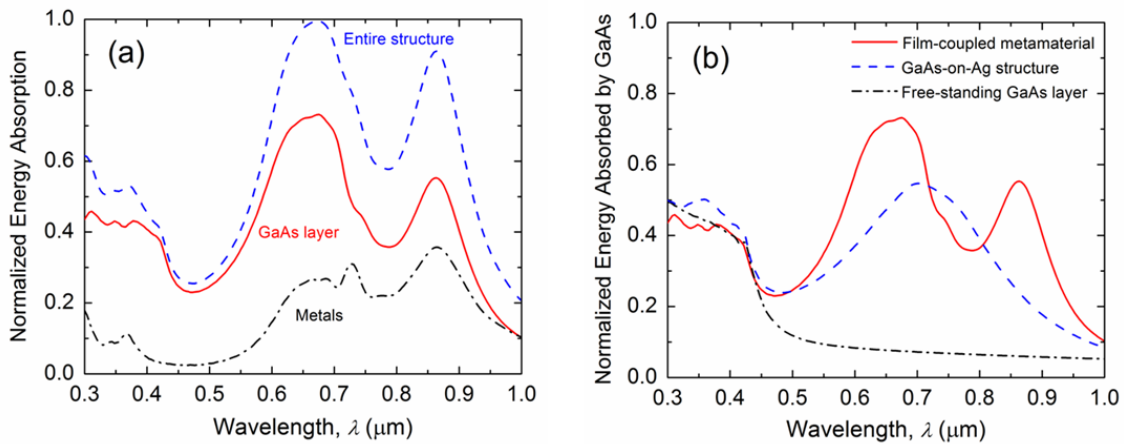 (a)
Entire structure
GaAs layer
Metals
Normalized Energy Absorption
1.0
0.8
0.6
0.4
0.2
0.0
0.3 0.4 0.5 0.6 0.7 0.8 0.9 1.0
Wavelength, λ (μm)
(b)
Film-coupled metamaterial
GaAs-on-Ag structure
Free-standing GaAs layer
Normalized Energy Absorbed by GaAs
1.0
0.8
0.6
0.4
0.2
0.0
0.3 0.4 0.5 0.6 0.7 0.8 0.9 1.0
Wavelength, λ (μm)